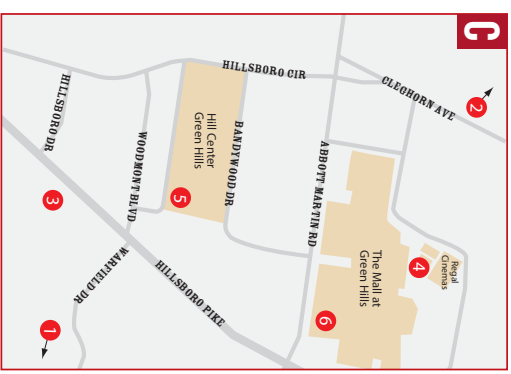 C
HILLSBORO CIR
CLEGHORN AVE
2
HILLSBORO DR
WOODMONT BLVD
Hill Center
Green Hills
BANDYWOOD DR
ABBOTT MARTIN RD
Regal
Cinemas
4
The Mall at
Green Hills
3
5
6
WARFIELD DR
HILLSBORO PIKE
1